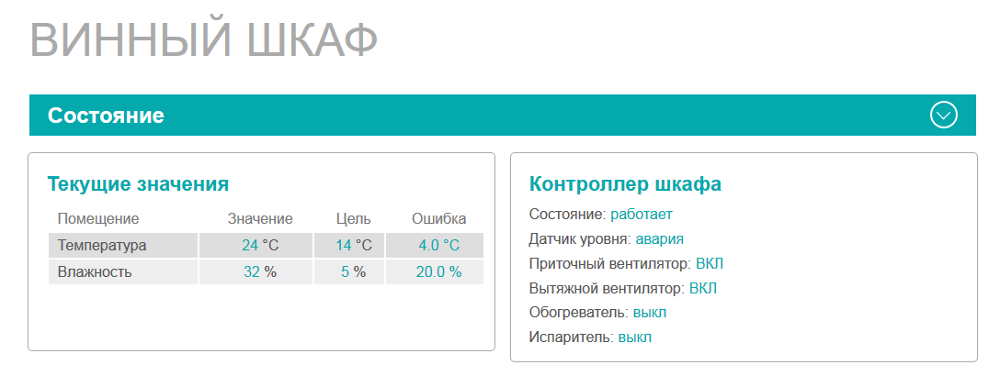 ВИННЫЙ ШКАФ
Состояние
Текущие значения
Помещение Значение Цель Ошибка
Температура 24 °C 14 °C 4.0 °C
Влажность 32 % 5 % 20.0 %
Контроллер шкафа
Состояние: работает
Датчик уровня: авария
Приточный вентилятор: ВКЛ
Вытяжной вентилятор: ВКЛ
Обогреватель: выкл
Испаритель: выкл